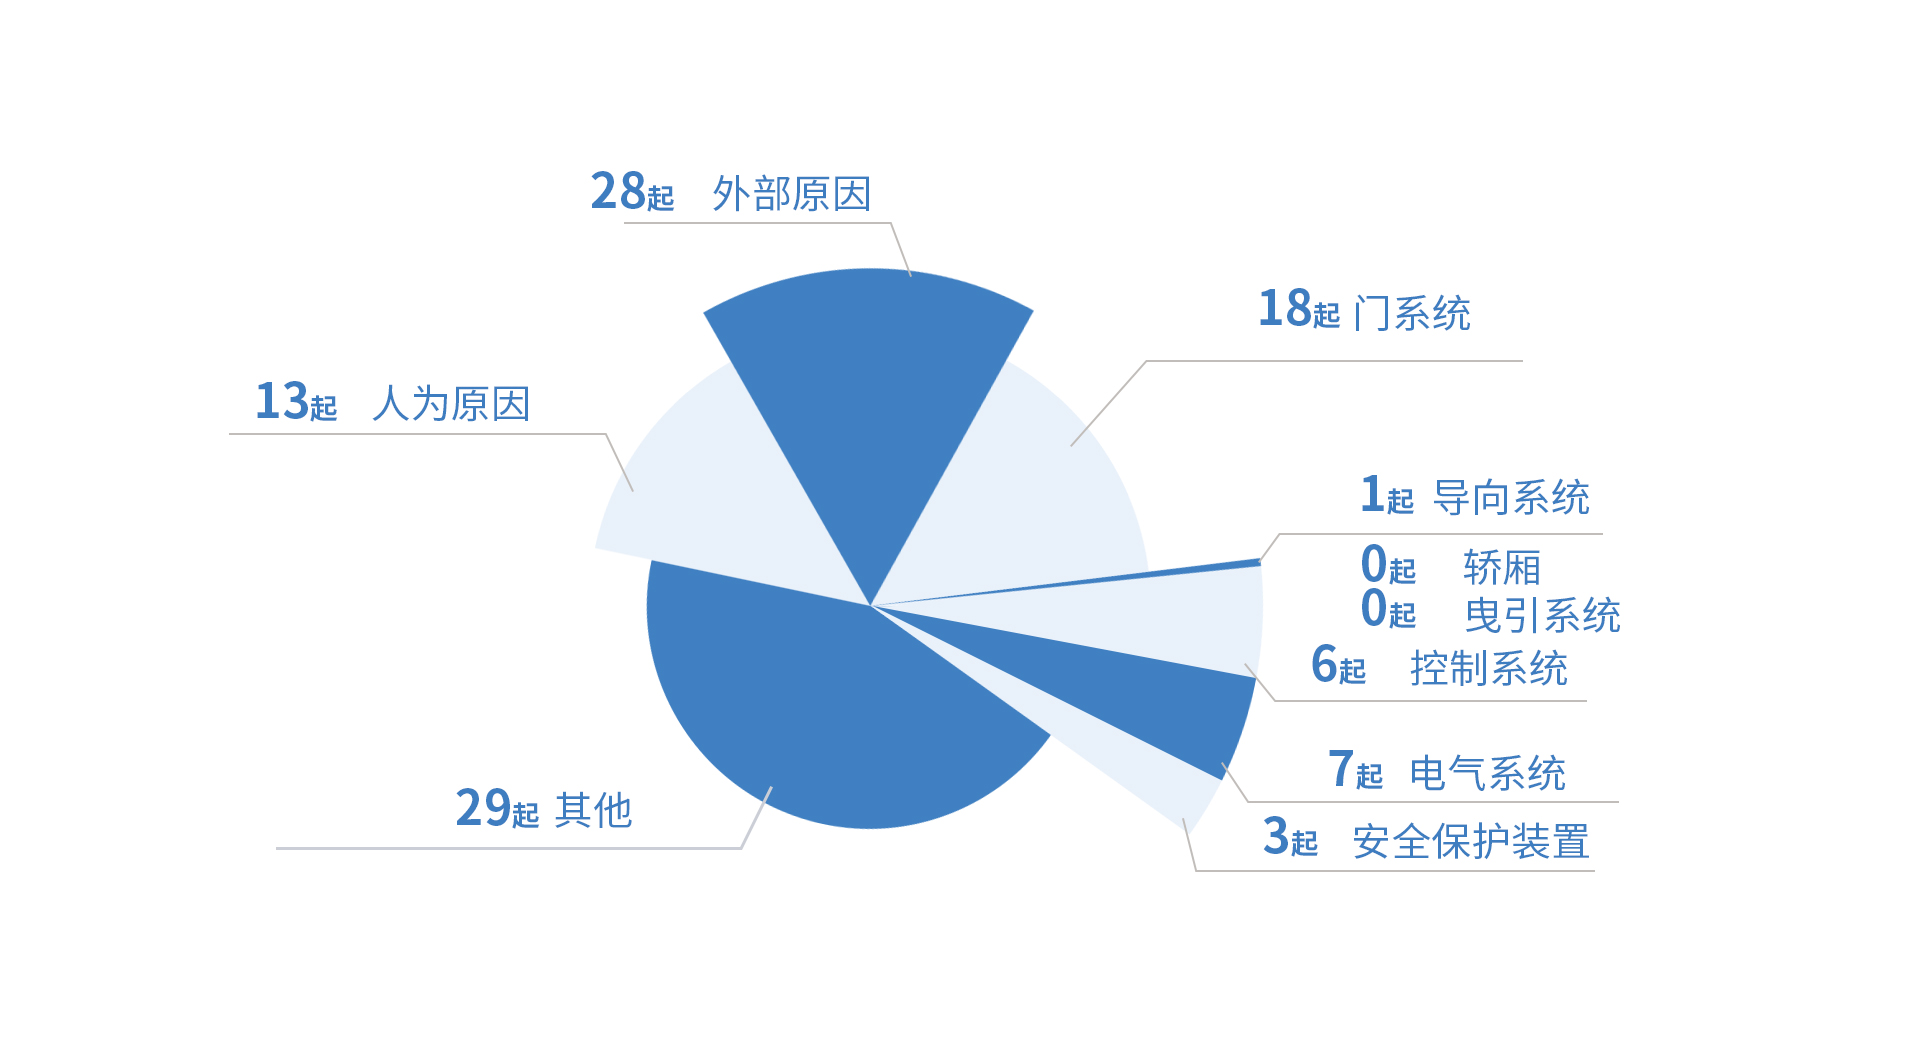 28起 外部原因
18起 门系统
13起 人为原因
1起 导向系统
0起 轿厢
0起 曳引系统
6起 控制系统
7起 电气系统
29起 其他
3起 安全保护装置